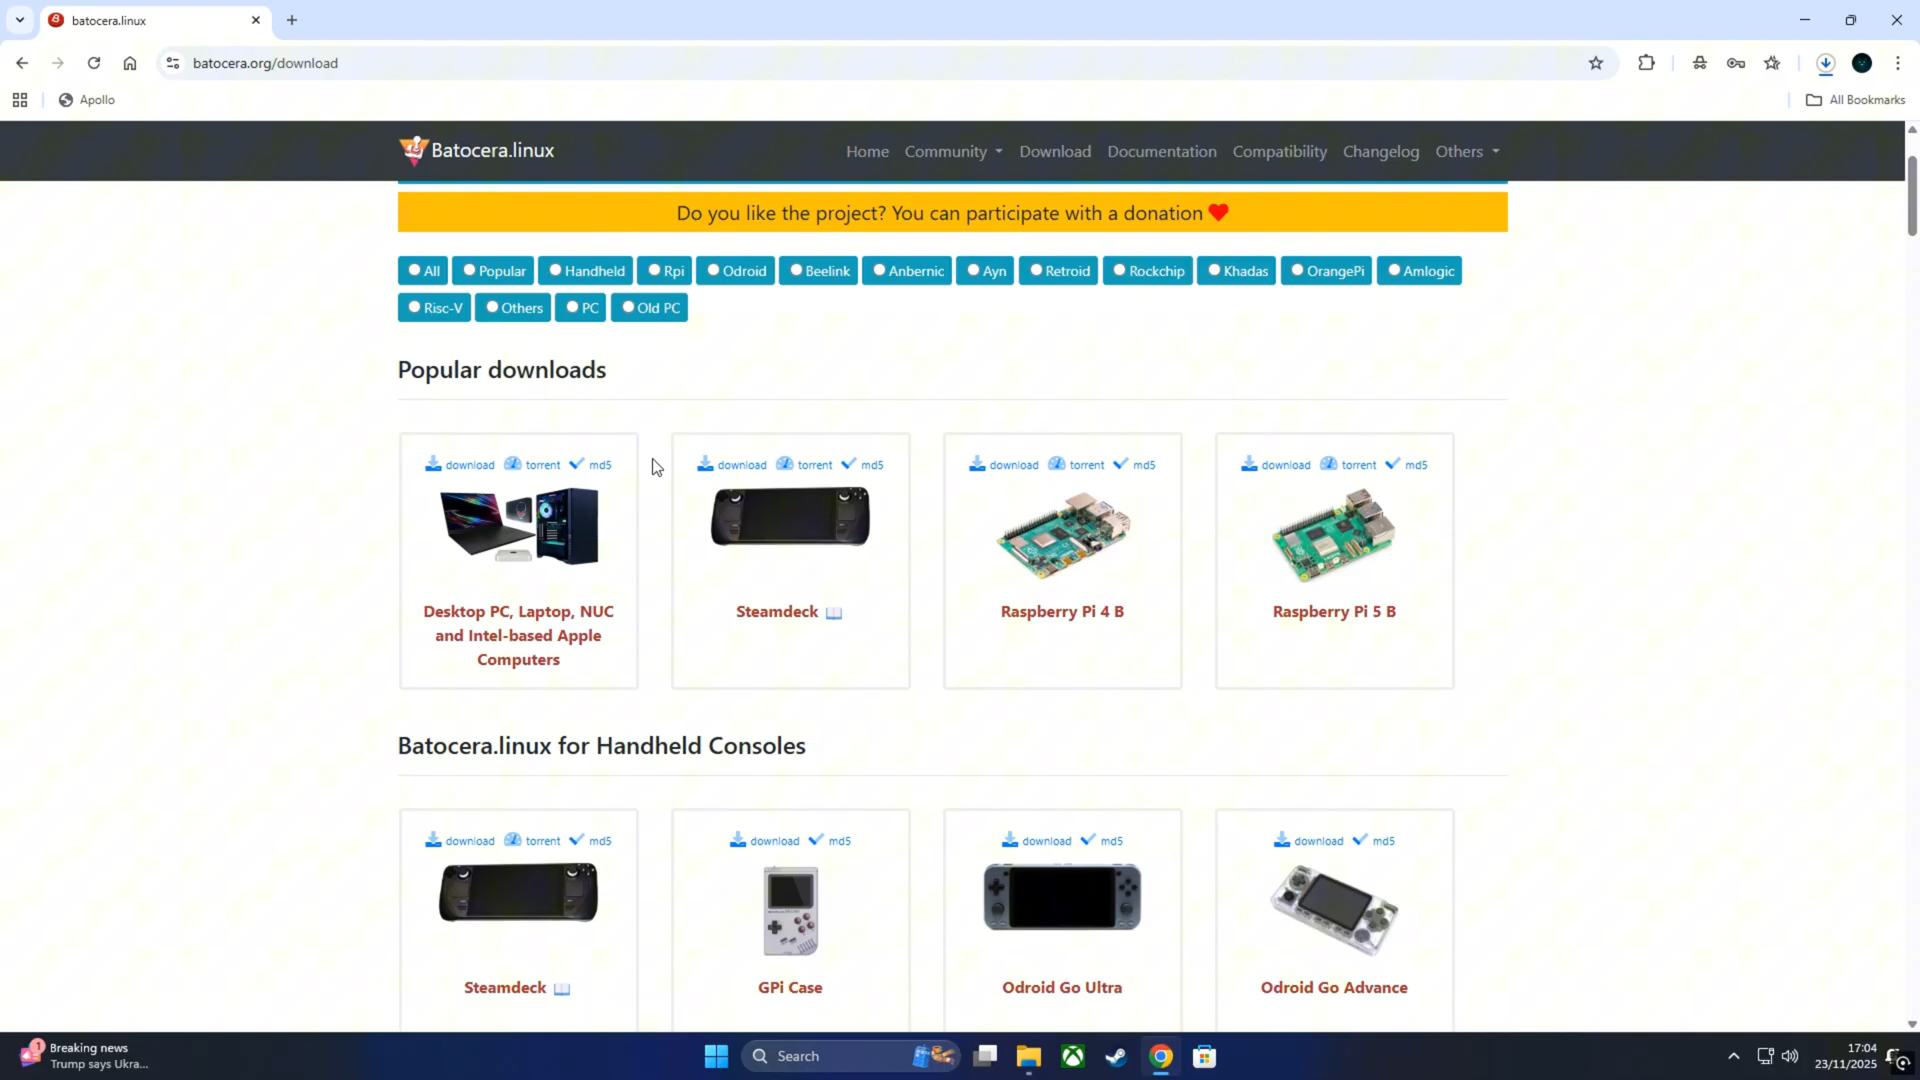 batocera.linux
batocera.org/download
Apollo
All Bookmarks
Batocera.linux
Home Community Download Documentation Compatibility Changelog Others
Do you like the project? You can participate with a donation
All Popular Handheld Rpi Odroid Beelink Anbernic Ayn Retroid Rockchip Khadas OrangePi Amlogic
Risc-V Others PC Old PC
Popular downloads
download torrent md5 download torrent md5 download torrent md5 download torrent md5
Desktop PC, Laptop, NUC
and Intel-based Apple
Computers
Steamdeck
Raspberry Pi 4 B
Raspberry Pi 5 B
Batocera.linux for Handheld Consoles
download torrent md5 download md5 download md5 download md5
Steamdeck
GPi Case
Odroid Go Ultra
Odroid Go Advance
1
Breaking news
Trump says Ukra...
Search
17:04
23/11/2025